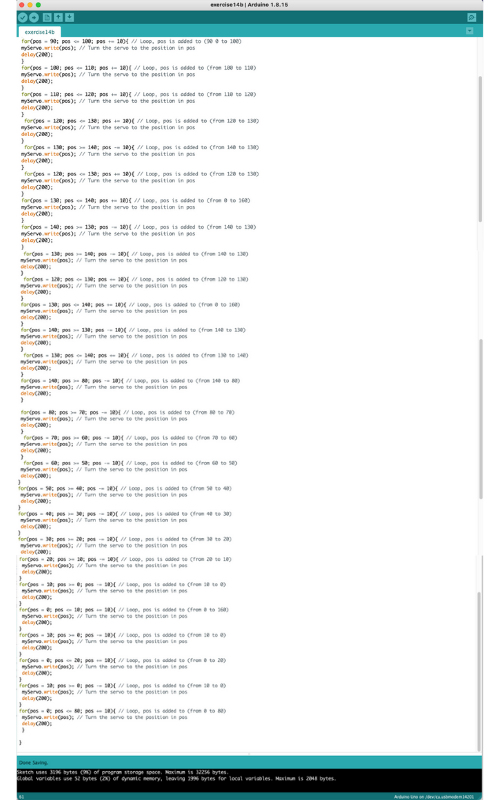 exercise14b | Arduino 1.8.15
exercise14b
for(pos = 90; pos <= 100; pos += 10){ // Loop, pos is added to (90 0 to 100)
myServo.write(pos); // Turn the servo to the position in pos
delay(200);
}
for(pos = 100; pos <= 110; pos += 10){ // Loop, pos is added to (from 100 to 110)
myServo.write(pos); // Turn the servo to the position in pos
delay(200);
}
for(pos = 110; pos <= 120; pos += 10){ // Loop, pos is added to (from 110 to 120)
myServo.write(pos); // Turn the servo to the position in pos
delay(200);
}
for(pos = 120; pos <= 130; pos += 10){ // Loop, pos is added to (from 120 to 130)
myServo.write(pos); // Turn the servo to the position in pos
delay(200);
}
for(pos = 130; pos >= 140; pos -= 10){ // Loop, pos is added to (from 140 to 130)
myServo.write(pos); // Turn the servo to the position in pos
delay(200);
}
for(pos = 120; pos <= 130; pos += 10){ // Loop, pos is added to (from 120 to 130)
myServo.write(pos); // Turn the servo to the position in pos
delay(200);
}
for(pos = 130; pos <= 140; pos += 10){ // Loop, pos is added to (from 0 to 160)
myServo.write(pos); // Turn the servo to the position in pos
delay(200);
}
for(pos = 140; pos >= 130; pos -= 10){ // Loop, pos is added to (from 140 to 130)
myServo.write(pos); // Turn the servo to the position in pos
delay(200);
}
for(pos = 130; pos >= 140; pos -= 10){ // Loop, pos is added to (from 140 to 130)
myServo.write(pos); // Turn the servo to the position in pos
delay(200);
}
for(pos = 120; pos <= 130; pos += 10){ // Loop, pos is added to (from 120 to 130)
myServo.write(pos); // Turn the servo to the position in pos
delay(200);
}
for(pos = 130; pos <= 140; pos += 10){ // Loop, pos is added to (from 0 to 160)
myServo.write(pos); // Turn the servo to the position in pos
delay(200);
}
for(pos = 140; pos >= 130; pos -= 10){ // Loop, pos is added to (from 140 to 130)
myServo.write(pos); // Turn the servo to the position in pos
delay(200);
}
for(pos = 130; pos <= 140; pos += 10){ // Loop, pos is added to (from 130 to 140)
myServo.write(pos); // Turn the servo to the position in pos
delay(200);
}
for(pos = 140; pos >= 80; pos -= 10){ // Loop, pos is added to (from 140 to 80)
myServo.write(pos); // Turn the servo to the position in pos
delay(200);
}
for(pos = 80; pos >= 70; pos -= 10){ // Loop, pos is added to (from 80 to 70)
myServo.write(pos); // Turn the servo to the position in pos
delay(200);
}
for(pos = 70; pos >= 60; pos -= 10){ // Loop, pos is added to (from 70 to 60)
myServo.write(pos); // Turn the servo to the position in pos
delay(200);
}
for(pos = 60; pos >= 50; pos -= 10){ // Loop, pos is added to (from 60 to 50)
myServo.write(pos); // Turn the servo to the position in pos
delay(200);
}
for(pos = 50; pos >= 40; pos -= 10){ // Loop, pos is added to (from 50 to 40)
myServo.write(pos); // Turn the servo to the position in pos
delay(200);
}
for(pos = 40; pos >= 30; pos -= 10){ // Loop, pos is added to (from 40 to 30)
myServo.write(pos); // Turn the servo to the position in pos
delay(200);
}
for(pos = 30; pos >= 20; pos -= 10){ // Loop, pos is added to (from 30 to 20)
myServo.write(pos); // Turn the servo to the position in pos
delay(200);
for(pos = 20; pos >= 10; pos -= 10){ // Loop, pos is added to (from 20 to 10)
myServo.write(pos); // Turn the servo to the position in pos
delay(200);
}
for(pos = 10; pos >= 0; pos -= 10){ // Loop, pos is added to (from 10 to 0)
myServo.write(pos); // Turn the servo to the position in pos
delay(200);
}
for(pos = 0; pos <= 10; pos += 10){ // Loop, pos is added to (from 0 to 160)
myServo.write(pos); // Turn the servo to the position in pos
delay(200);
}
for(pos = 10; pos >= 0; pos -= 10){ // Loop, pos is added to (from 10 to 0)
myServo.write(pos); // Turn the servo to the position in pos
delay(200);
}
for(pos = 0; pos <= 20; pos += 10){ // Loop, pos is added to (from 0 to 20)
myServo.write(pos); // Turn the servo to the position in pos
delay(200);
}
for(pos = 10; pos >= 0; pos -= 10){ // Loop, pos is added to (from 10 to 0)
myServo.write(pos); // Turn the servo to the position in pos
delay(200);
}
for(pos = 0; pos <= 80; pos += 10){ // Loop, pos is added to (from 0 to 80)
myServo.write(pos); // Turn the servo to the position in pos
delay(200);
}
}
Done Saving.
Sketch uses 3196 bytes (9%) of program storage space. Maximum is 32256 bytes.
Global variables use 52 bytes (2%) of dynamic memory, leaving 1996 bytes for local variables. Maximum is 2048 bytes.
Arduino Uno on /dev/cu.usbmodem14201